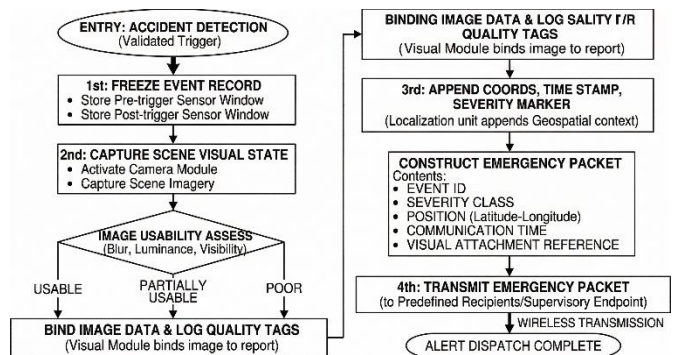 ENTRY: ACCIDENT DETECTION
(Validated Trigger)
1st: FREEZE EVENT RECORD
• Store Pre-trigger Sensor Window
• Store Post-trigger Sensor Window
2nd: CAPTURE SCENE VISUAL STATE
• Activate Camera Module
• Capture Scene Imagery
IMAGE USABILITY ASSESS
(Blur, Luminance, Visibility)
USABLE
PARTIALLY
USABLE
POOR
BIND IMAGE DATA & LOG QUALITY TAGS
(Visual Module binds image to report)
BINDING IMAGE DATA & LOG SALITY Γ/R
QUALITY TAGS
(Visual Module binds image to report)
3rd: APPEND COORDS, TIME STAMP,
SEVERITY MARKER
(Localization unit appends Geospatial context)
CONSTRUCT EMERGENCY PACKET
Contents:
• EVENT ID
• SEVERITY CLASS
• POSITION (Latitude-Longitude)
• COMMUNICATION TIME
• VISUAL ATTACHMENT REFERENCE
4th: TRANSMIT EMERGENCY PACKET
(to Predefined Recipients/Supervisory Endpoint)
WIRELESS TRANSMISSION
ALERT DISPATCH COMPLETE